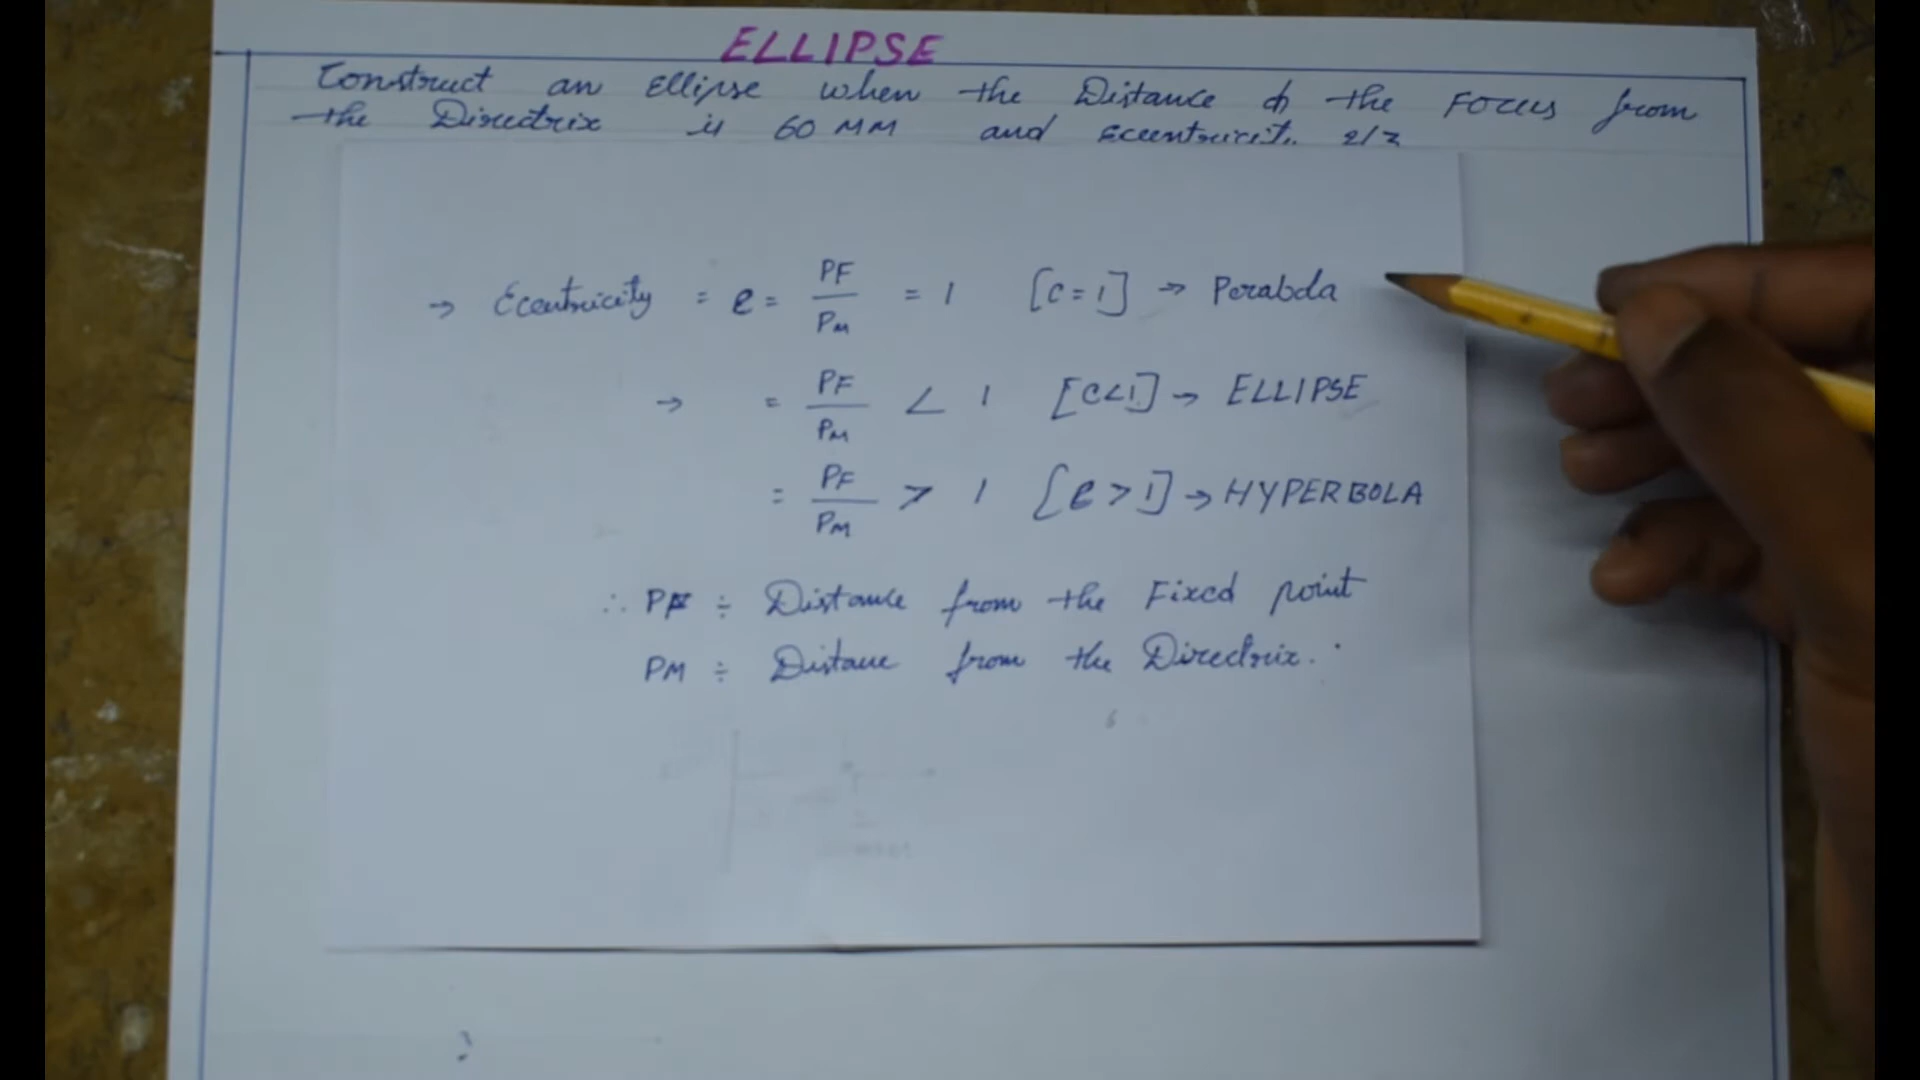 ELLIPSE
Construct an Ellipse when the Distance of the Focus from
the Directrix is 60 MM and eccentricity 2/3
→ Eccentricity = e = PF/PM = 1 [e=1] → Perabola
→ = PF/PM < 1 [e<1] → ELLIPSE
= PF/PM > 1 [e>1] → HYPERBOLA
∴ PF ÷ Distance from the Fixed point
PM ÷ Distance from the Directrix.